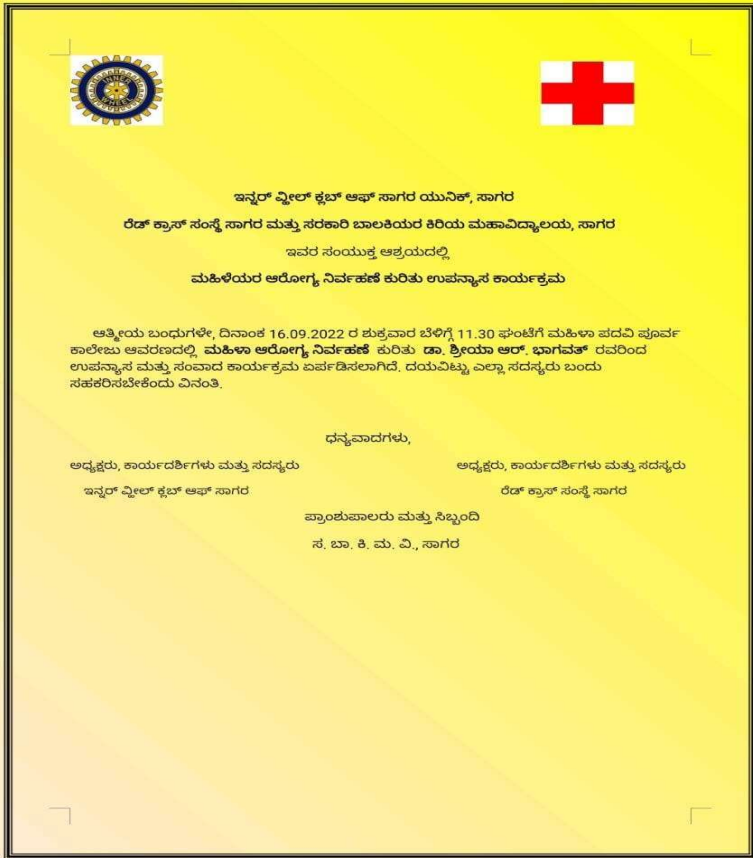 INNER
WHEEL
ಇನ್ನರ್ ವ್ಹೀಲ್ ಕ್ಲಬ್ ಆಫ್ ಸಾಗರ ಯುನಿಕ್, ಸಾಗರ
ರೆಡ್ ಕ್ರಾಸ್ ಸಂಸ್ಥೆ ಸಾಗರ ಮತ್ತು ಸರಕಾರಿ ಬಾಲಕಿಯರ ಕಿರಿಯ ಮಹಾವಿದ್ಯಾಲಯ, ಸಾಗರ
ಇವರ ಸಂಯುಕ್ತ ಆಶ್ರಯದಲ್ಲಿ
ಮಹಿಳೆಯರ ಆರೋಗ್ಯ ನಿರ್ವಹಣೆ ಕುರಿತು ಉಪನ್ಯಾಸ ಕಾರ್ಯಕ್ರಮ
ಆತ್ಮೀಯ ಬಂಧುಗಳೇ, ದಿನಾಂಕ 16.09.2022 ರ ಶುಕ್ರವಾರ ಬೆಳಿಗ್ಗೆ 11.30 ಘಂಟೆಗೆ ಮಹಿಳಾ ಪದವಿ ಪೂರ್ವ
ಕಾಲೇಜು ಆವರಣದಲ್ಲಿ ಮಹಿಳಾ ಆರೋಗ್ಯ ನಿರ್ವಹಣೆ ಕುರಿತು ಡಾ. ಶ್ರೀಯಾ ಆರ್. ಭಾಗವತ್ ರವರಿಂದ
ಉಪನ್ಯಾಸ ಮತ್ತು ಸಂವಾದ ಕಾರ್ಯಕ್ರಮ ಏರ್ಪಡಿಸಲಾಗಿದೆ. ದಯವಿಟ್ಟು ಎಲ್ಲಾ ಸದಸ್ಯರು ಬಂದು
ಸಹಕರಿಸಬೇಕೆಂದು ವಿನಂತಿ.
ಧನ್ಯವಾದಗಳು,
ಅಧ್ಯಕ್ಷರು, ಕಾರ್ಯದರ್ಶಿಗಳು ಮತ್ತು ಸದಸ್ಯರು ಅಧ್ಯಕ್ಷರು, ಕಾರ್ಯದರ್ಶಿಗಳು ಮತ್ತು ಸದಸ್ಯರು
ಇನ್ನರ್ ವ್ಹೀಲ್ ಕ್ಲಬ್ ಆಫ್ ಸಾಗರ ರೆಡ್ ಕ್ರಾಸ್ ಸಂಸ್ಥೆ ಸಾಗರ
ಪ್ರಾಂಶುಪಾಲರು ಮತ್ತು ಸಿಬ್ಬಂದಿ
ಸ. ಬಾ. ಕಿ. ಮ. ವಿ., ಸಾಗರ